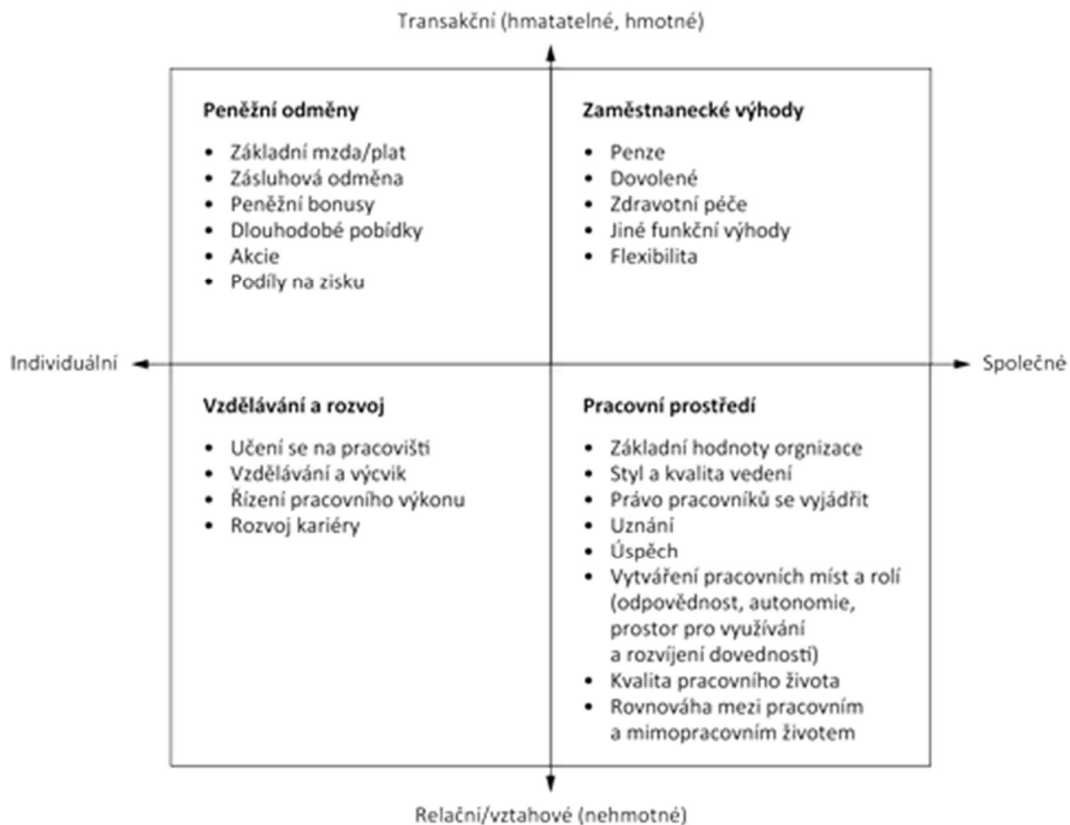 Transakční (hmatatelné, hmotné)
Peněžní odměny
• Základní mzda/plat
• Zásluhová odměna
• Peněžní bonusy
• Dlouhodobé pobídky
• Akcie
• Podíly na zisku
Zaměstnanecké výhody
• Penze
• Dovolené
• Zdravotní péče
• Jiné funkční výhody
• Flexibilita
Individuální
Společné
Vzdělávání a rozvoj
• Učení se na pracovišti
• Vzdělávání a výcvik
• Řízení pracovního výkonu
• Rozvoj kariéry
Pracovní prostředí
• Základní hodnoty orgnizace
• Styl a kvalita vedení
• Právo pracovníků se vyjádřit
• Uznání
• Úspěch
• Vytváření pracovních míst a rolí
(odpovědnost, autonomie,
prostor pro využívání
a rozvíjení dovedností)
• Kvalita pracovního života
• Rovnováha mezi pracovním
a mimopracovním životem
Relační/vztahové (nehmotné)